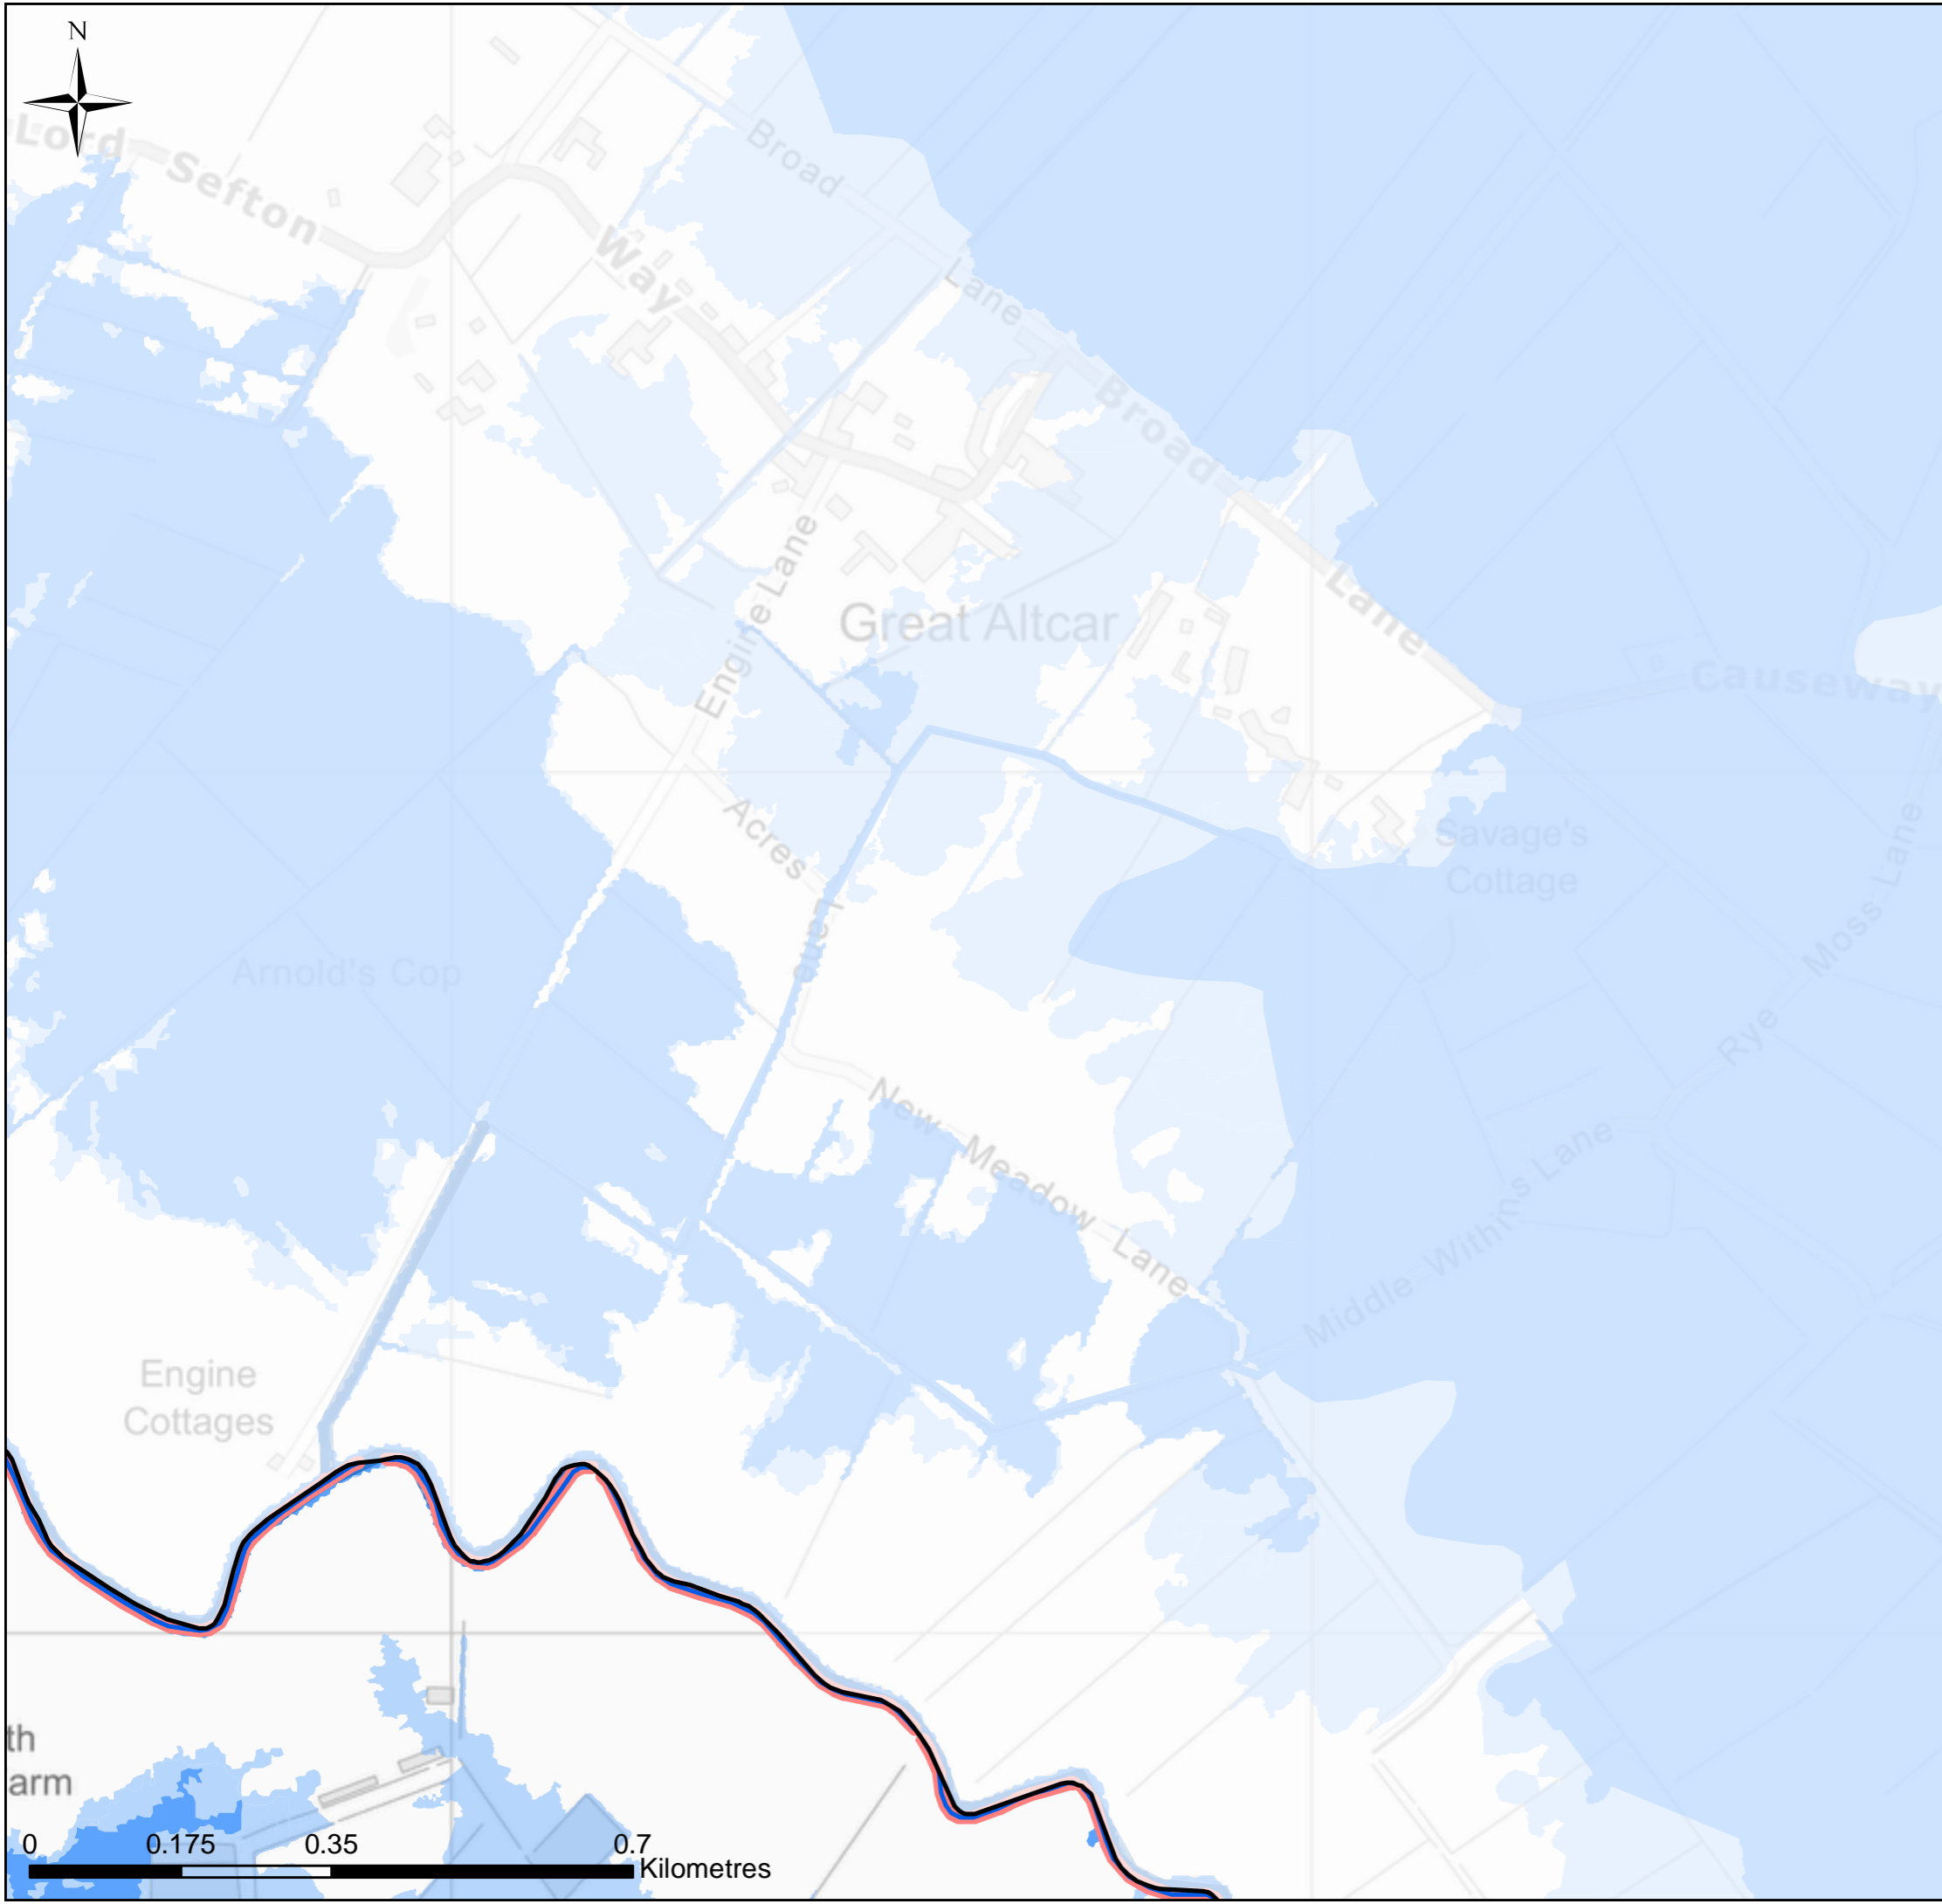 N
Lord Sefton Way
Broad Lane
Broad Lane
Engine Lane
Great Altcar
Causeway
Acres Lane
Savage's
Cottage
Moss Lane
Rye
Arnold's Cop
New Meadow Lane
Middle Withins Lane
Engine
Cottages
th
arm
0 0.175 0.35 0.7
Kilometres